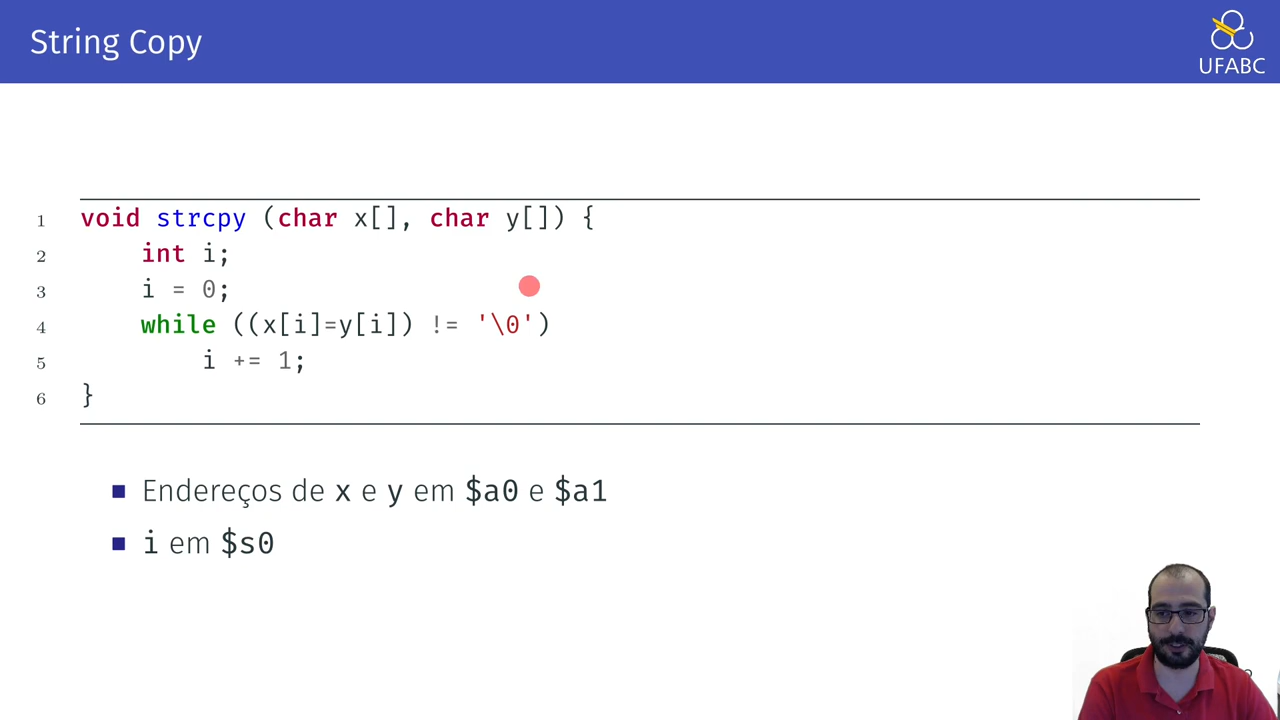 String Copy
UFABC
1 void strcpy (char x[], char y[]) {
2     int i;
3     i = 0;
4     while ((x[i]=y[i]) != '\0')
5         i += 1;
6 }
Endereços de x e y em $a0 e $a1
i em $s0